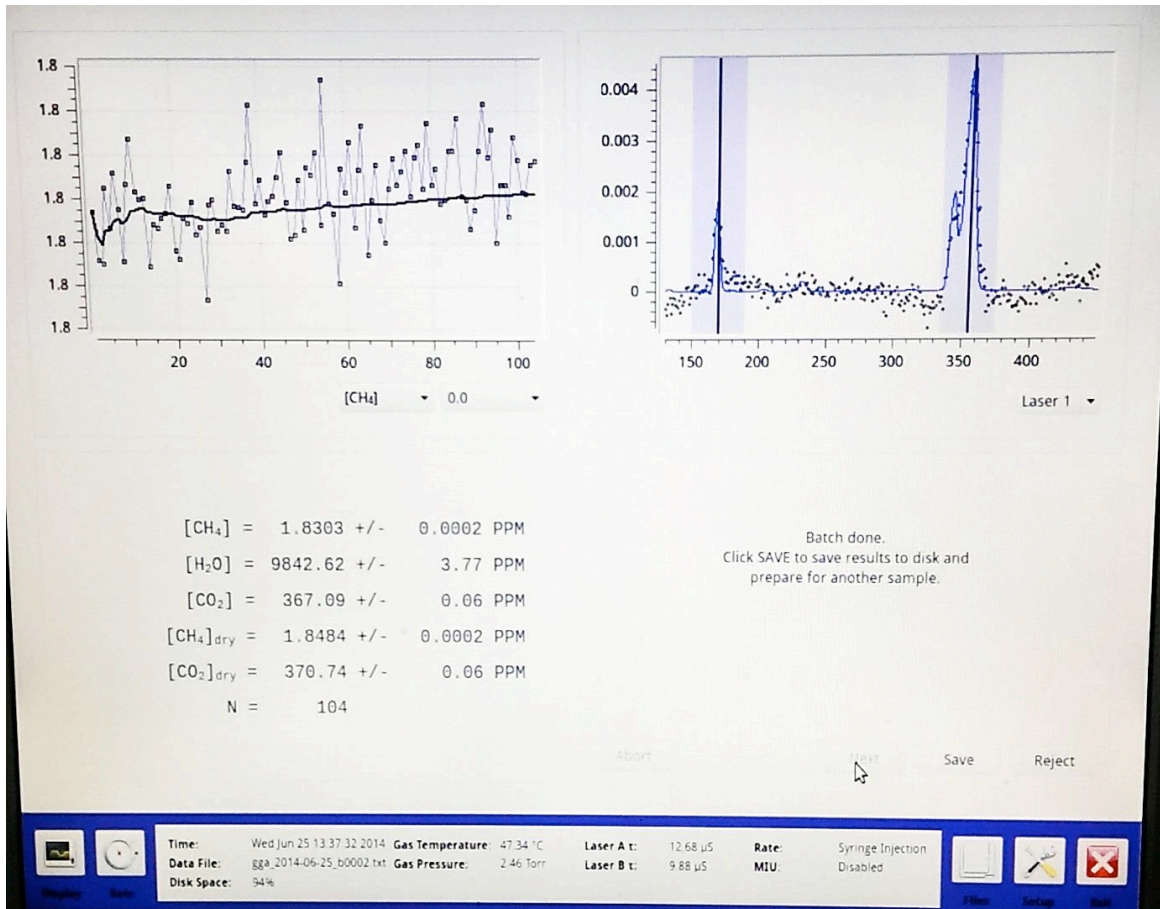 1.8
1.8
1.8
1.8
1.8
1.8
1.8
20 40 60 80 100
[CH₄] 0.0
0.004
0.003
0.002
0.001
0
150 200 250 300 350 400
Laser 1
[CH₄] = 1.8303 +/- 0.0002 PPM
[H₂O] = 9842.62 +/- 3.77 PPM
[CO₂] = 367.09 +/- 0.06 PPM
[CH₄]dry = 1.8484 +/- 0.0002 PPM
[CO₂]dry = 370.74 +/- 0.06 PPM
N = 104
Batch done.
Click SAVE to save results to disk and
prepare for another sample.
Abort Next Save Reject
Time: Wed Jun 25 13:37:32 2014 Gas Temperature: 47.34 °C Laser A τ: 12.68 µS Rate: Syringe Injection
Data File: gga_2014-06-25_b0002.txt Gas Pressure: 2.46 Torr Laser B τ: 9.88 µS MIU: Disabled
Disk Space: 94%
Display Rate Files Setup Exit